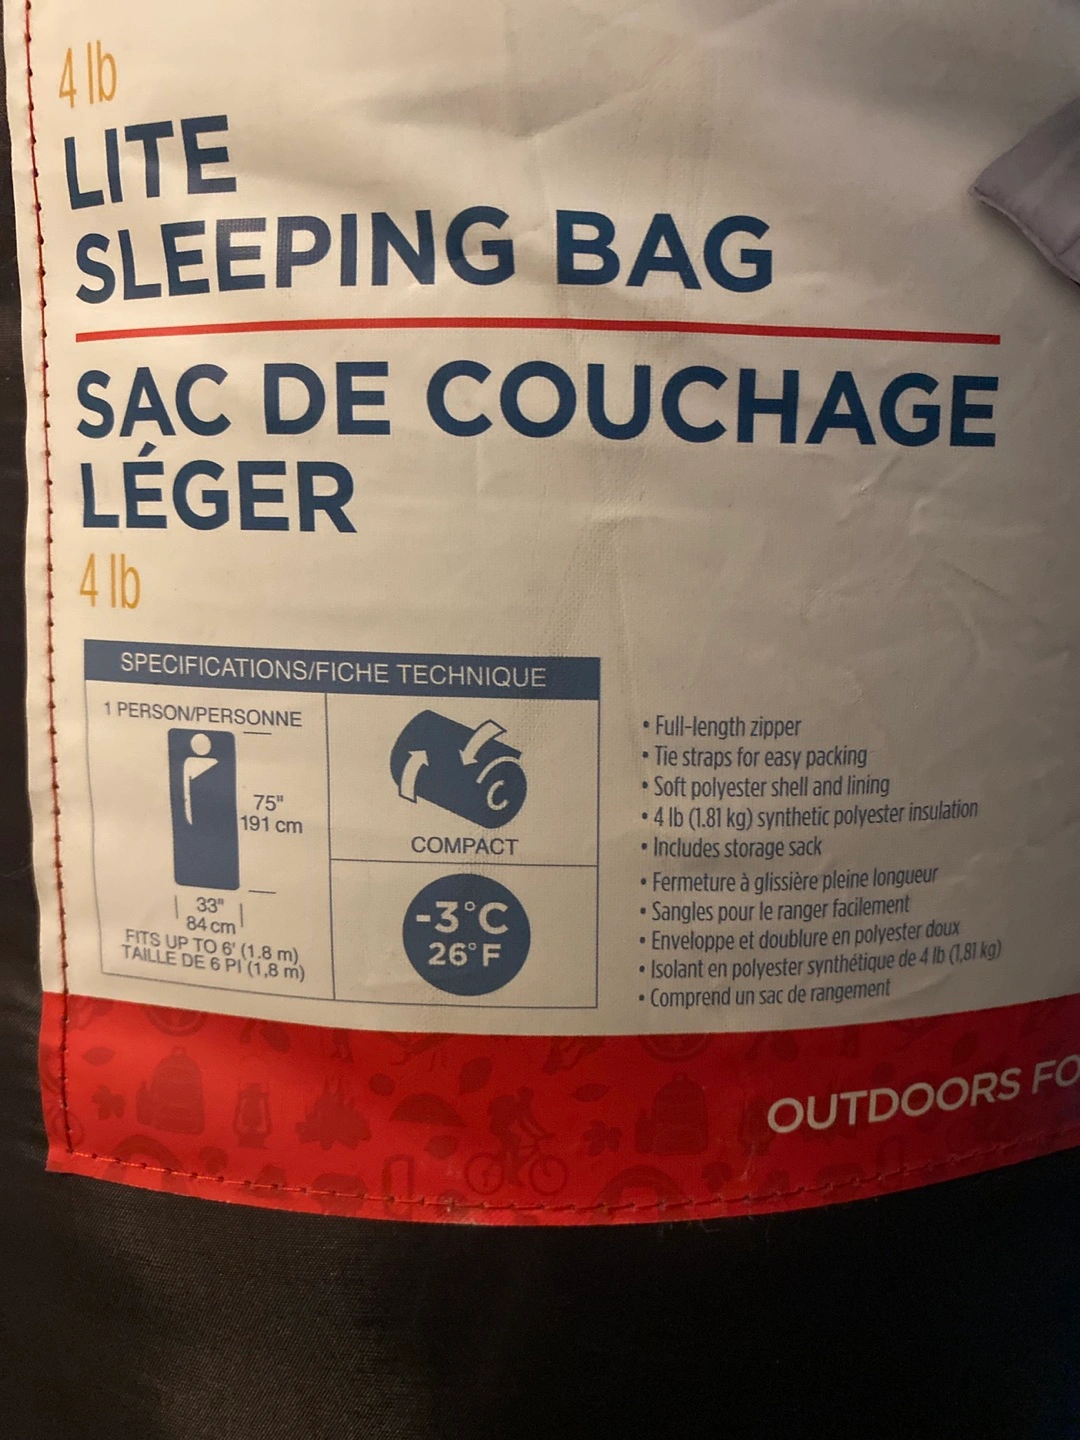 4 lb
LITE
SLEEPING BAG
SAC DE COUCHAGE
LÉGER
4 lb
SPECIFICATIONS/FICHE TECHNIQUE
1 PERSON/PERSONNE
75"
191 cm
33"
84 cm
FITS UP TO 6' (1.8 m)
TAILLE DE 6 PI (1,8 m)
COMPACT
-3°C
26°F
• Full-length zipper
• Tie straps for easy packing
• Soft polyester shell and lining
• 4 lb (1.81 kg) synthetic polyester insulation
• Includes storage sack
• Fermeture à glissière pleine longueur
• Sangles pour le ranger facilement
• Enveloppe et doublure en polyester doux
• Isolant en polyester synthétique de 4 lb (1,81 kg)
• Comprend un sac de rangement
OUTDOORS FO